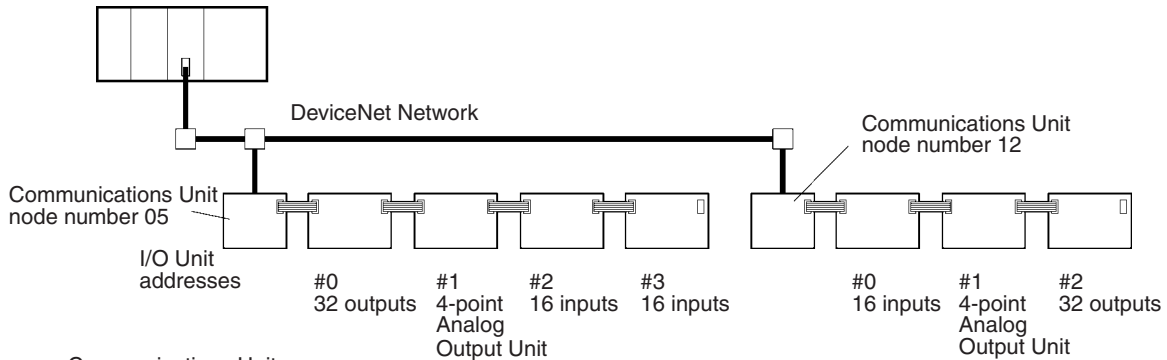 DeviceNet Network
Communications Unit
node number 12
Communications Unit
node number 05
I/O Unit
addresses
#0
32 outputs
#1
4-point
Analog
Output Unit
#2
16 inputs
#3
16 inputs
#0
16 inputs
#1
4-point
Analog
Output Unit
#2
32 outputs